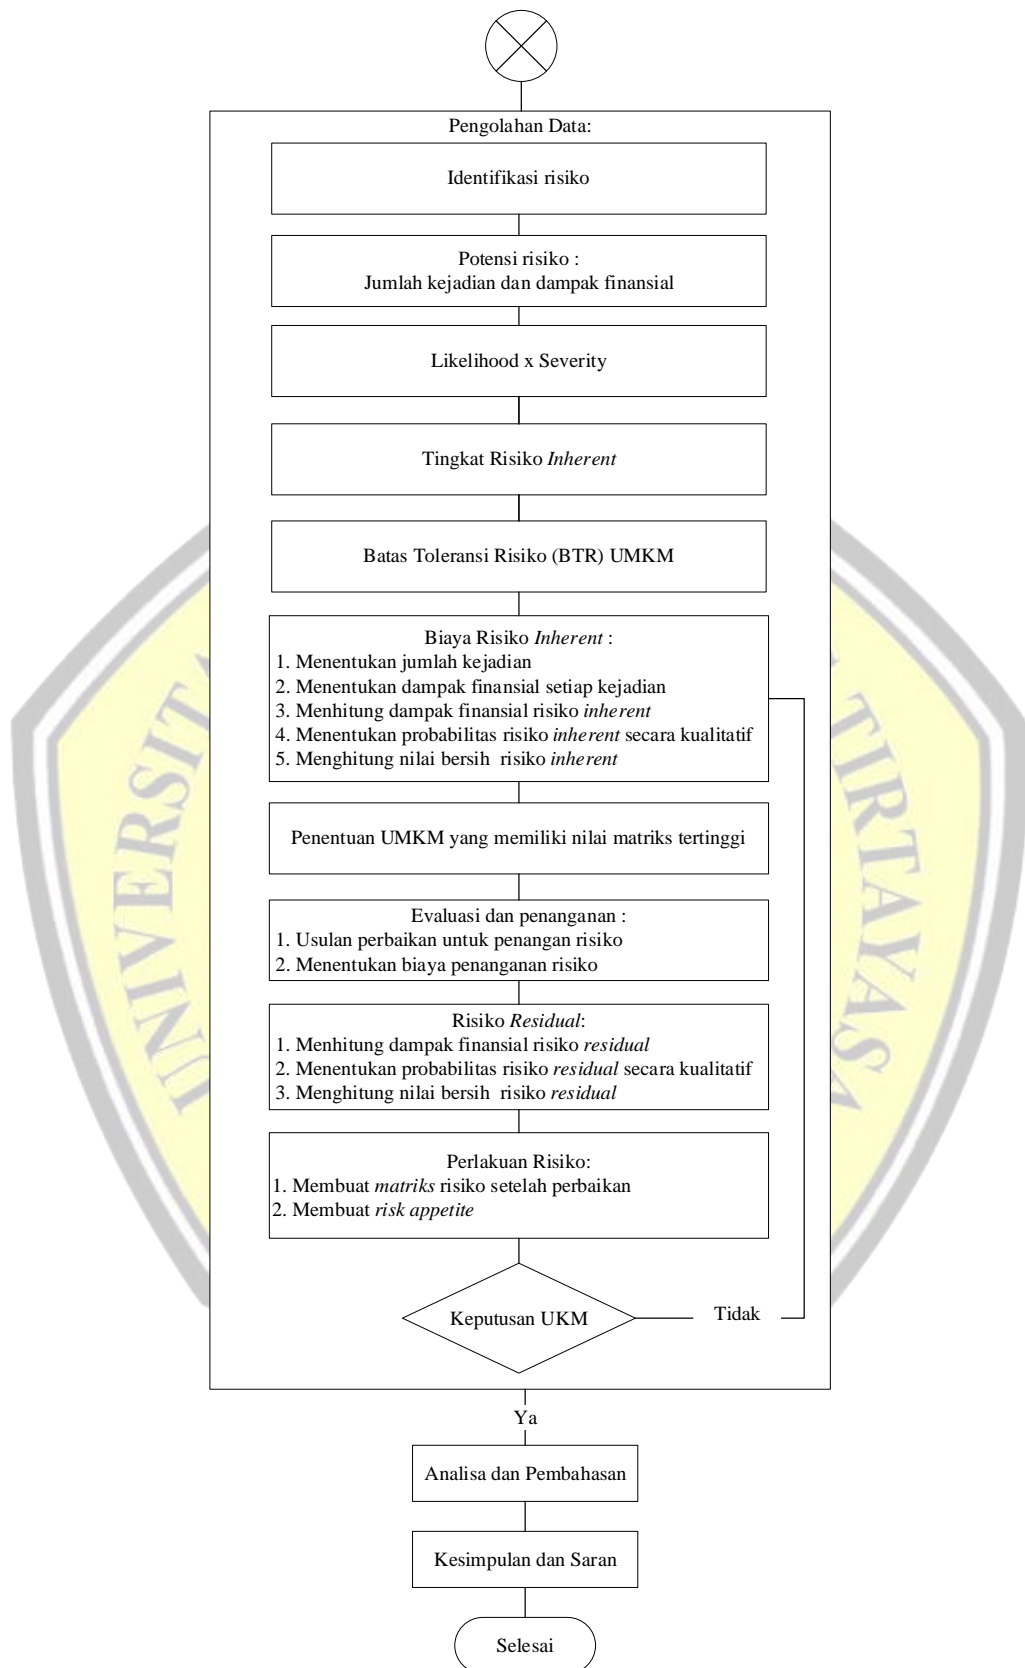 Pengolahan Data:
Identifikasi risiko
Potensi risiko :
Jumlah kejadian dan dampak finansial
Likelihood x Severity
Tingkat Risiko Inherent
Batas Toleransi Risiko (BTR) UMKM
Biaya Risiko Inherent :
1. Menentukan jumlah kejadian
2. Menentukan dampak finansial setiap kejadian
3. Menhitung dampak finansial risiko inherent
4. Menentukan probabilitas risiko inherent secara kualitatif
5. Menghitung nilai bersih  risiko inherent
Penentuan UMKM yang memiliki nilai matriks tertinggi
Evaluasi dan penanganan :
1. Usulan perbaikan untuk penangan risiko
2. Menentukan biaya penanganan risiko
Risiko Residual:
1. Menhitung dampak finansial risiko residual
2. Menentukan probabilitas risiko residual secara kualitatif
3. Menghitung nilai bersih  risiko residual
Perlakuan Risiko:
1. Membuat matriks risiko setelah perbaikan
2. Membuat risk appetite
Keputusan UKM
Tidak
Ya
Analisa dan Pembahasan
Kesimpulan dan Saran
Selesai
UNIVERSITA
TIRTAYASA